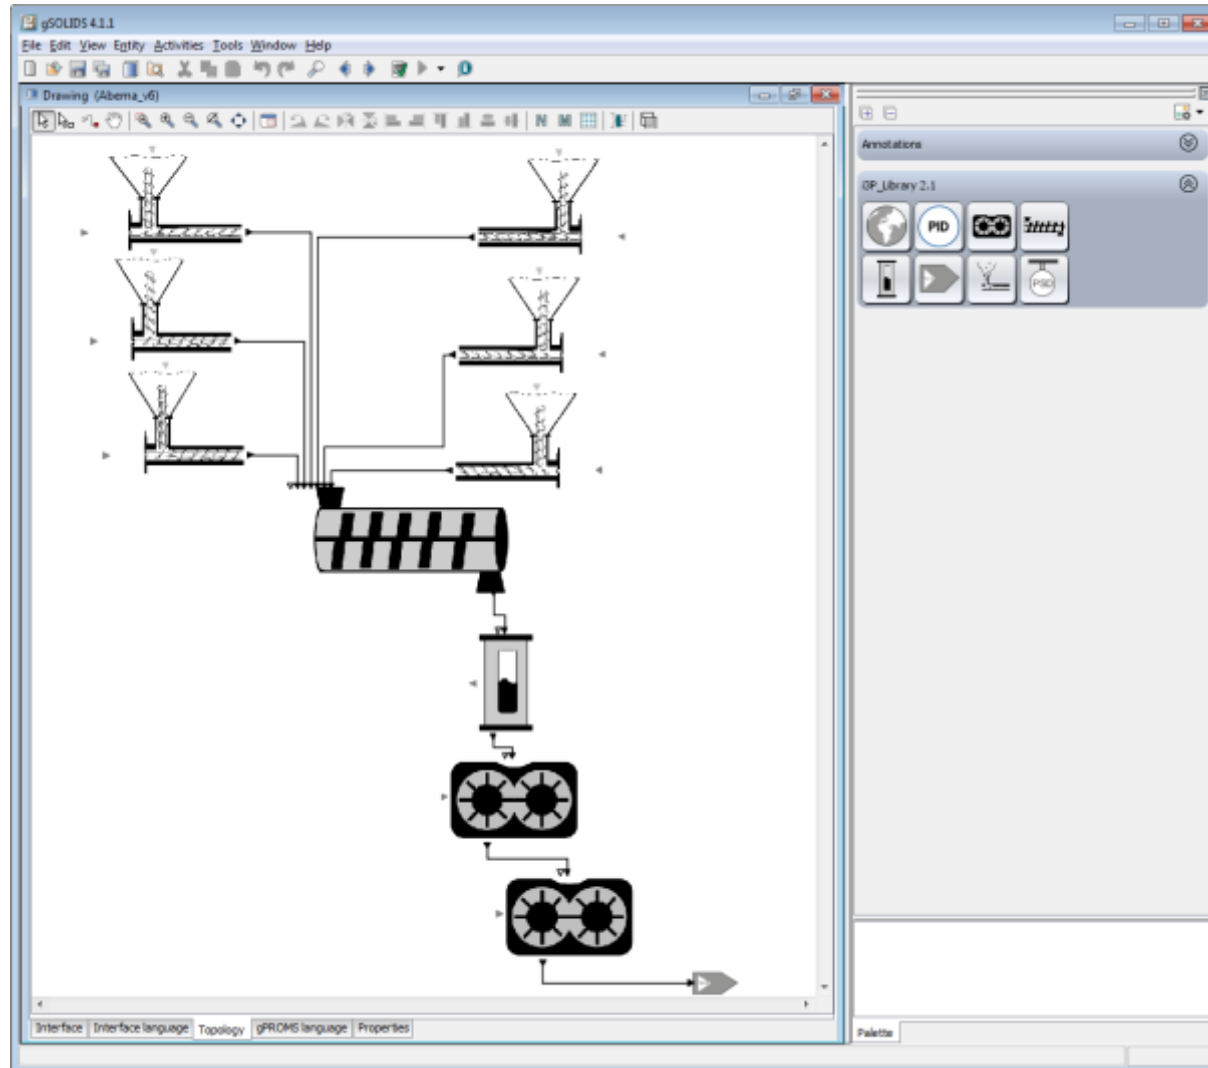 gSOLIDS 4.1.1
File Edit View Entity Activities Tools Window Help
Drawing (Abema_v6)
N M
Annotations
GP_Library 2.1
PID
PSD
Interface Interface language Topology gPROMS language Properties
Palette